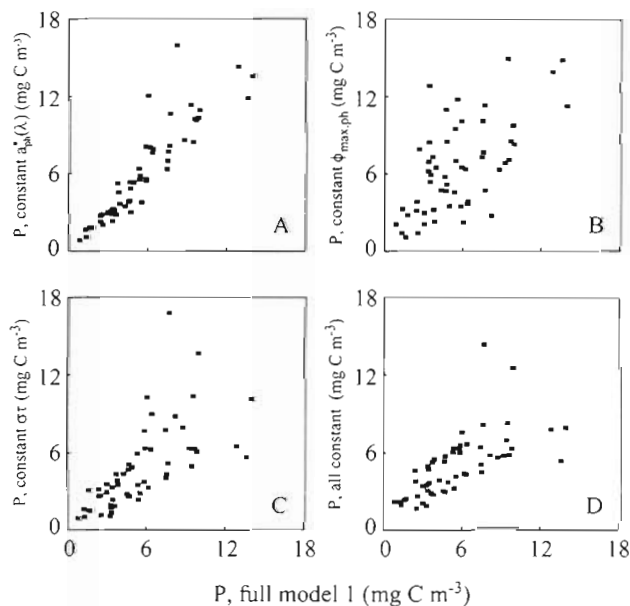 P, constant a*ph(λ) (mg C m-3)
18
12
6
0
A
P, constant ϕmax,ph (mg C m-3)
18
12
6
0
B
P, constant στ (mg C m-3)
18
12
6
0
C
0 6 12 18
P, all constant (mg C m-3)
18
12
6
0
D
0 6 12 18
P, full model 1 (mg C m-3)